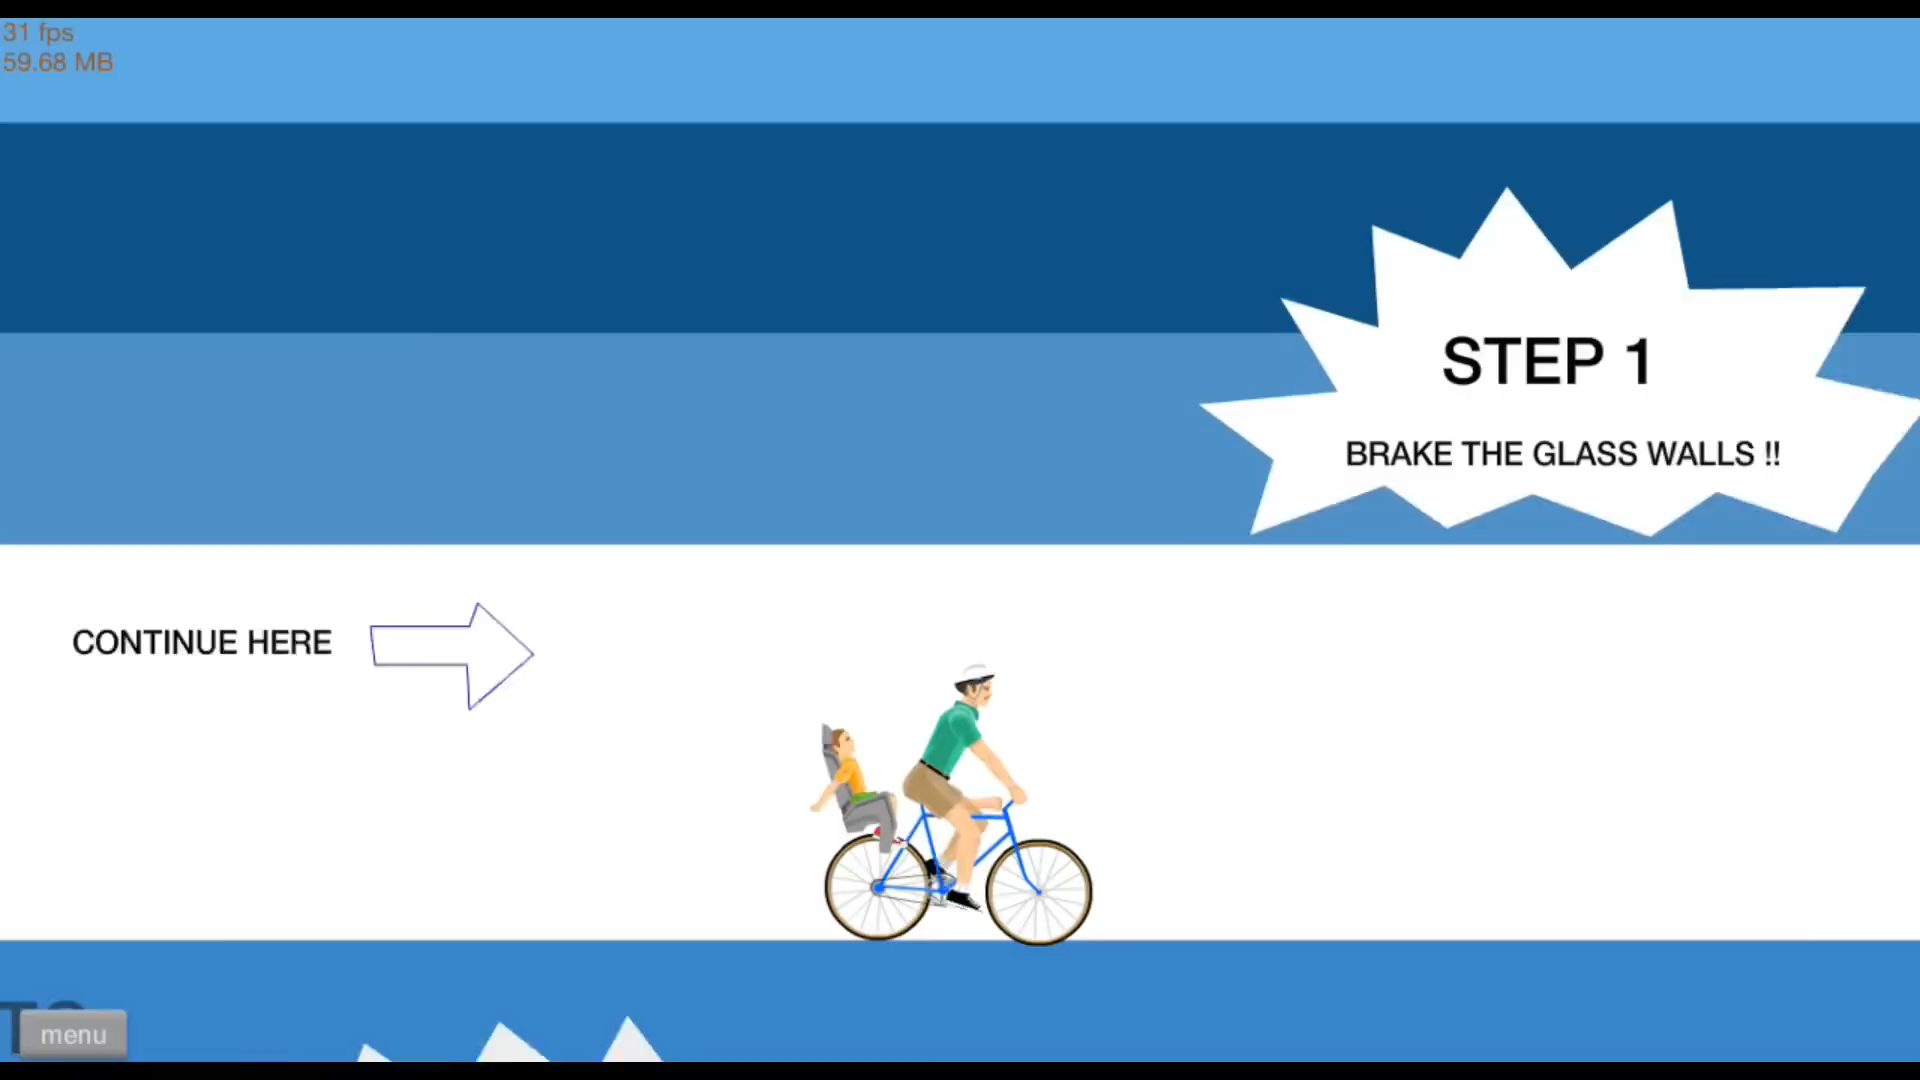 31 fps
59.68 MB
STEP 1
BRAKE THE GLASS WALLS !!
CONTINUE HERE
menu